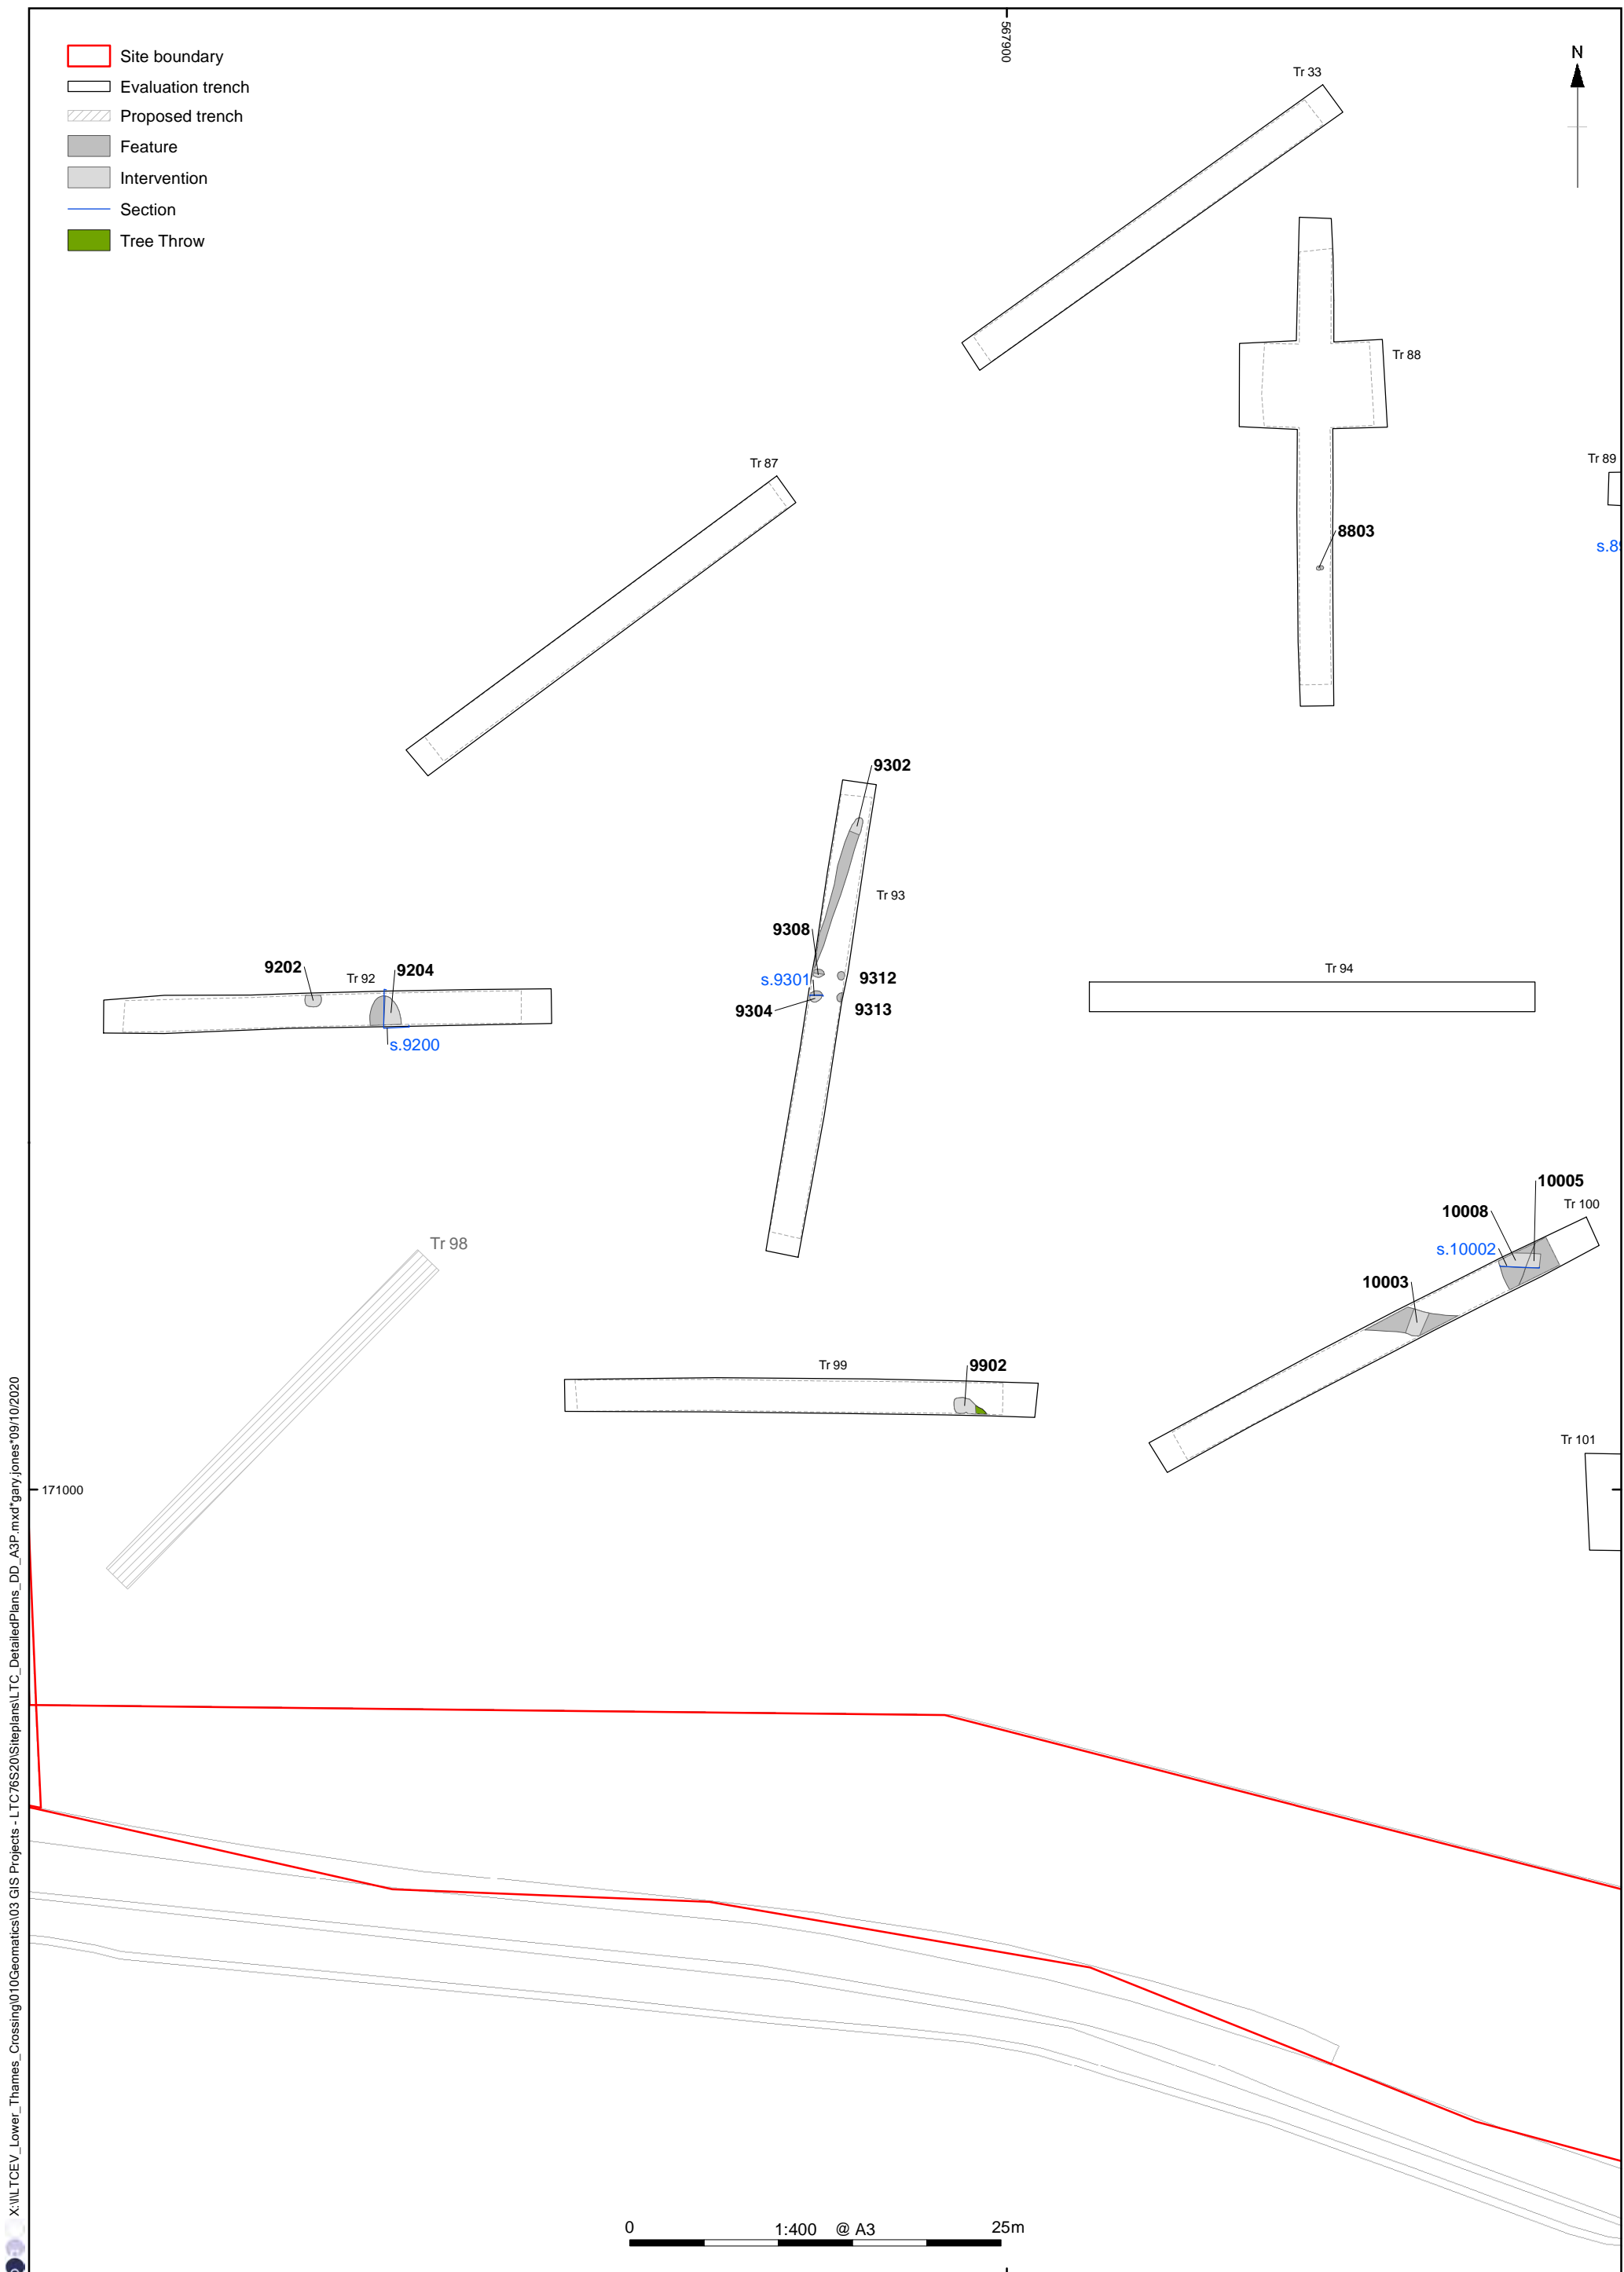 567900
Site boundary
Evaluation trench
Proposed trench
Feature
Intervention
Section
Tree Throw
N
Tr 33
Tr 88
Tr 87
Tr 89
8803
s.89
9302
Tr 93
9308
s.9301
9304
9312
9313
9202
Tr 92
9204
s.9200
Tr 94
10005
Tr 100
10008
s.10002
10003
Tr 98
Tr 99
9902
Tr 101
171000
0
1:400 @ A3
25m
X:\l\LTCEV_Lower_Thames_Crossing\010Geomatics\03 GIS Projects - LTC76S20\Siteplans\LTC_DetailedPlans_DD_A3P.mxd*gary.jones*09/10/2020